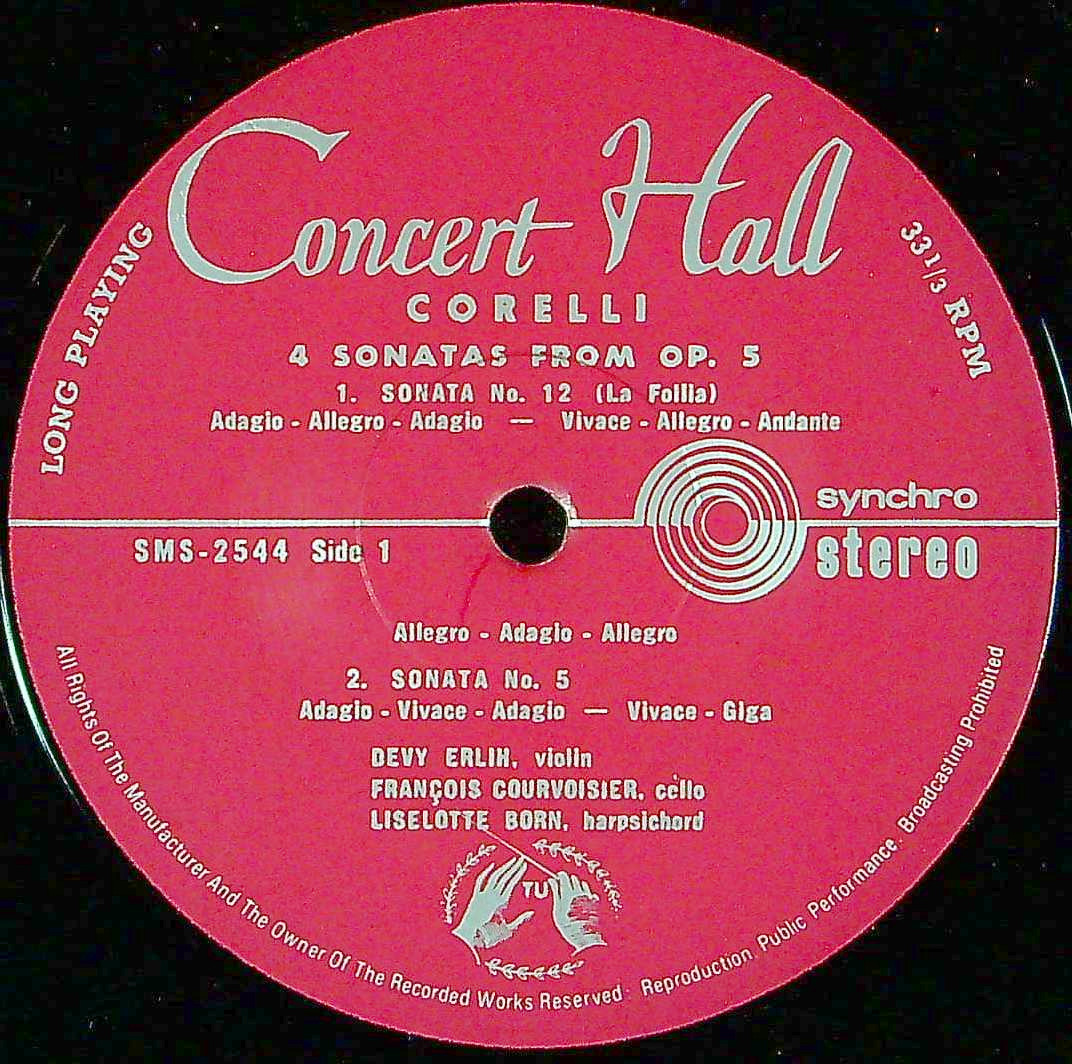 Concert Hall
LONG PLAYING
33 1/3 RPM
CORELLI
4 SONATAS FROM OP. 5
1. SONATA No. 12 (La Follia)
Adagio - Allegro - Adagio — Vivace - Allegro - Andante
synchro
stereo
SMS-2544 Side 1
Allegro - Adagio - Allegro
2. SONATA No. 5
Adagio - Vivace - Adagio — Vivace - Giga
DEVY ERLIH, violin
FRANÇOIS COURVOISIER, cello
LISELOTTE BORN, harpsichord
TU
All Rights Of The Manufacturer And The Owner Of The Recorded Works Reserved. Reproduction. Public Performance. Broadcasting Prohibited